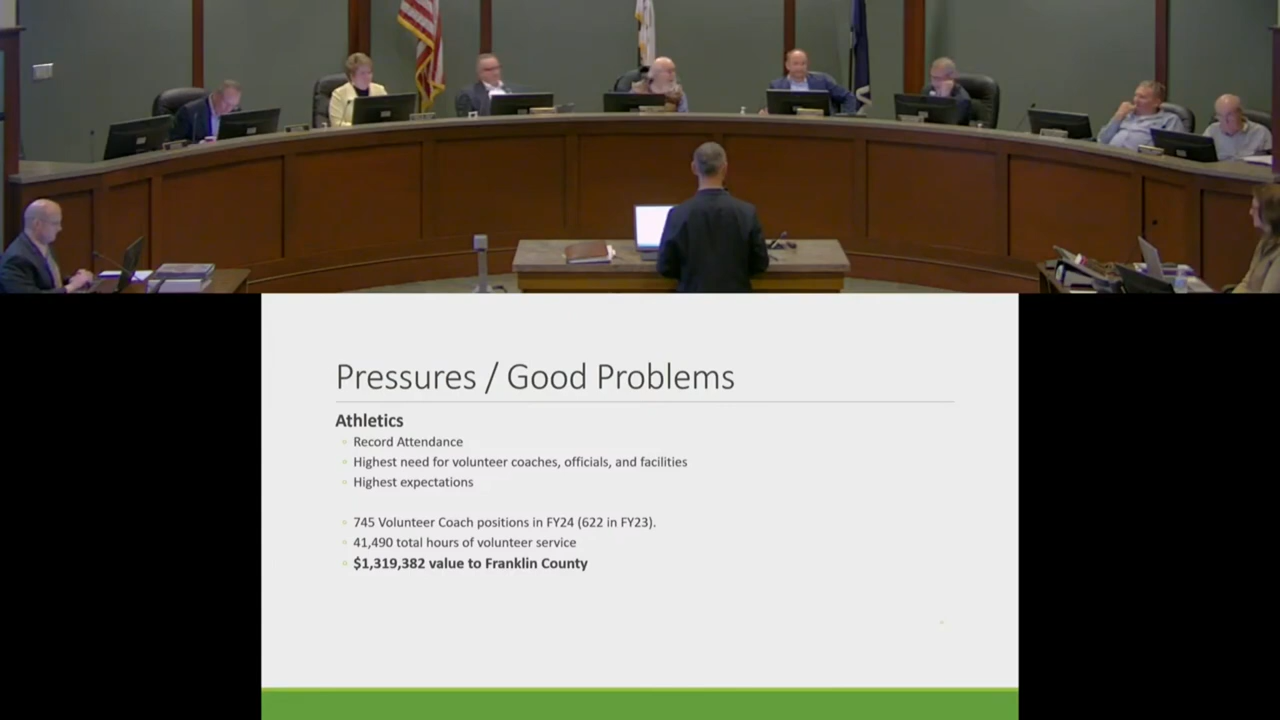 Pressures / Good Problems
Athletics
Record Attendance
Highest need for volunteer coaches, officials, and facilities
Highest expectations
745 Volunteer Coach positions in FY24 (622 in FY23).
41,490 total hours of volunteer service
$1,319,382 value to Franklin County